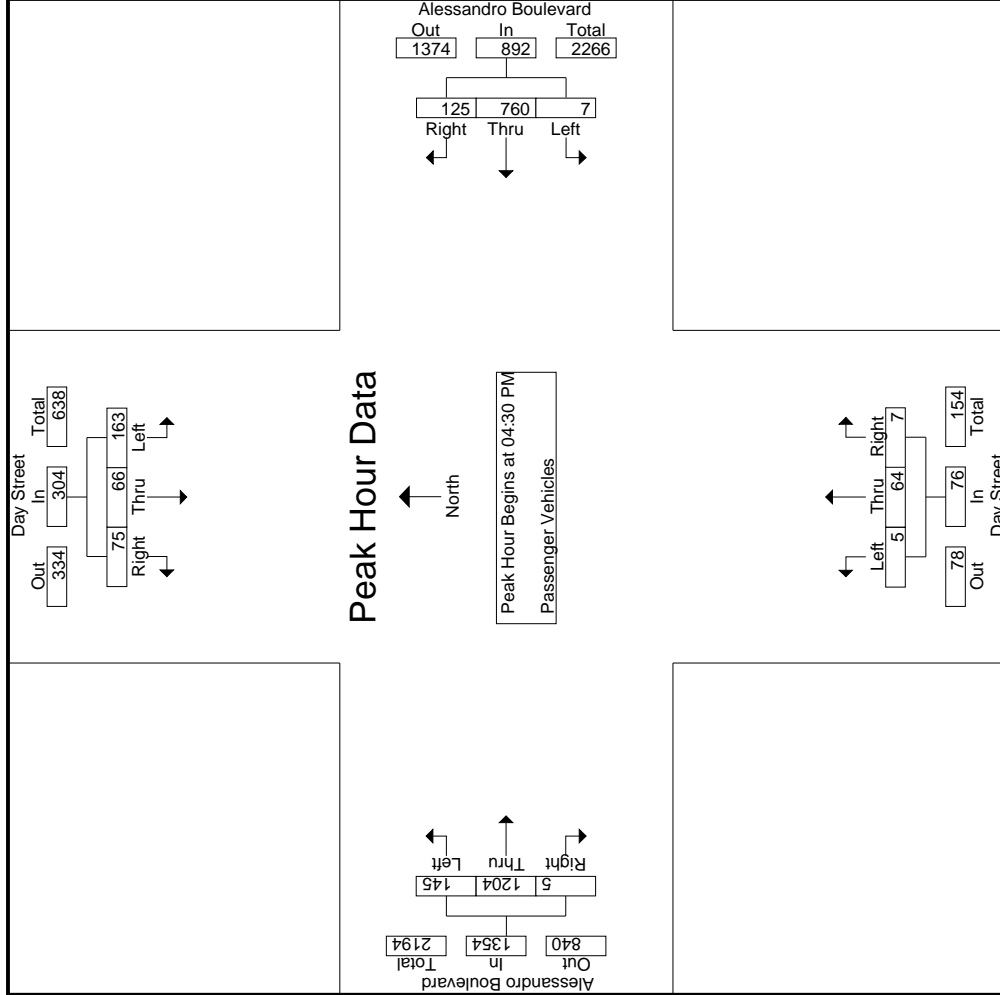 Alessandro Boulevard
Out In Total
1374 892 2266
125 760 7
Right Thru Left
Day Street
Out In Total
334 304 638
75 66 163
Right Thru Left
Peak Hour Data
North
Peak Hour Begins at 04:30 PM
Passenger Vehicles
Left Thru Right
5 64 7
78 76 154
Out In Total
Day Street
Left Thru Right
145 1204 5
2194 1354 840
Total In Out
Alessandro Boulevard